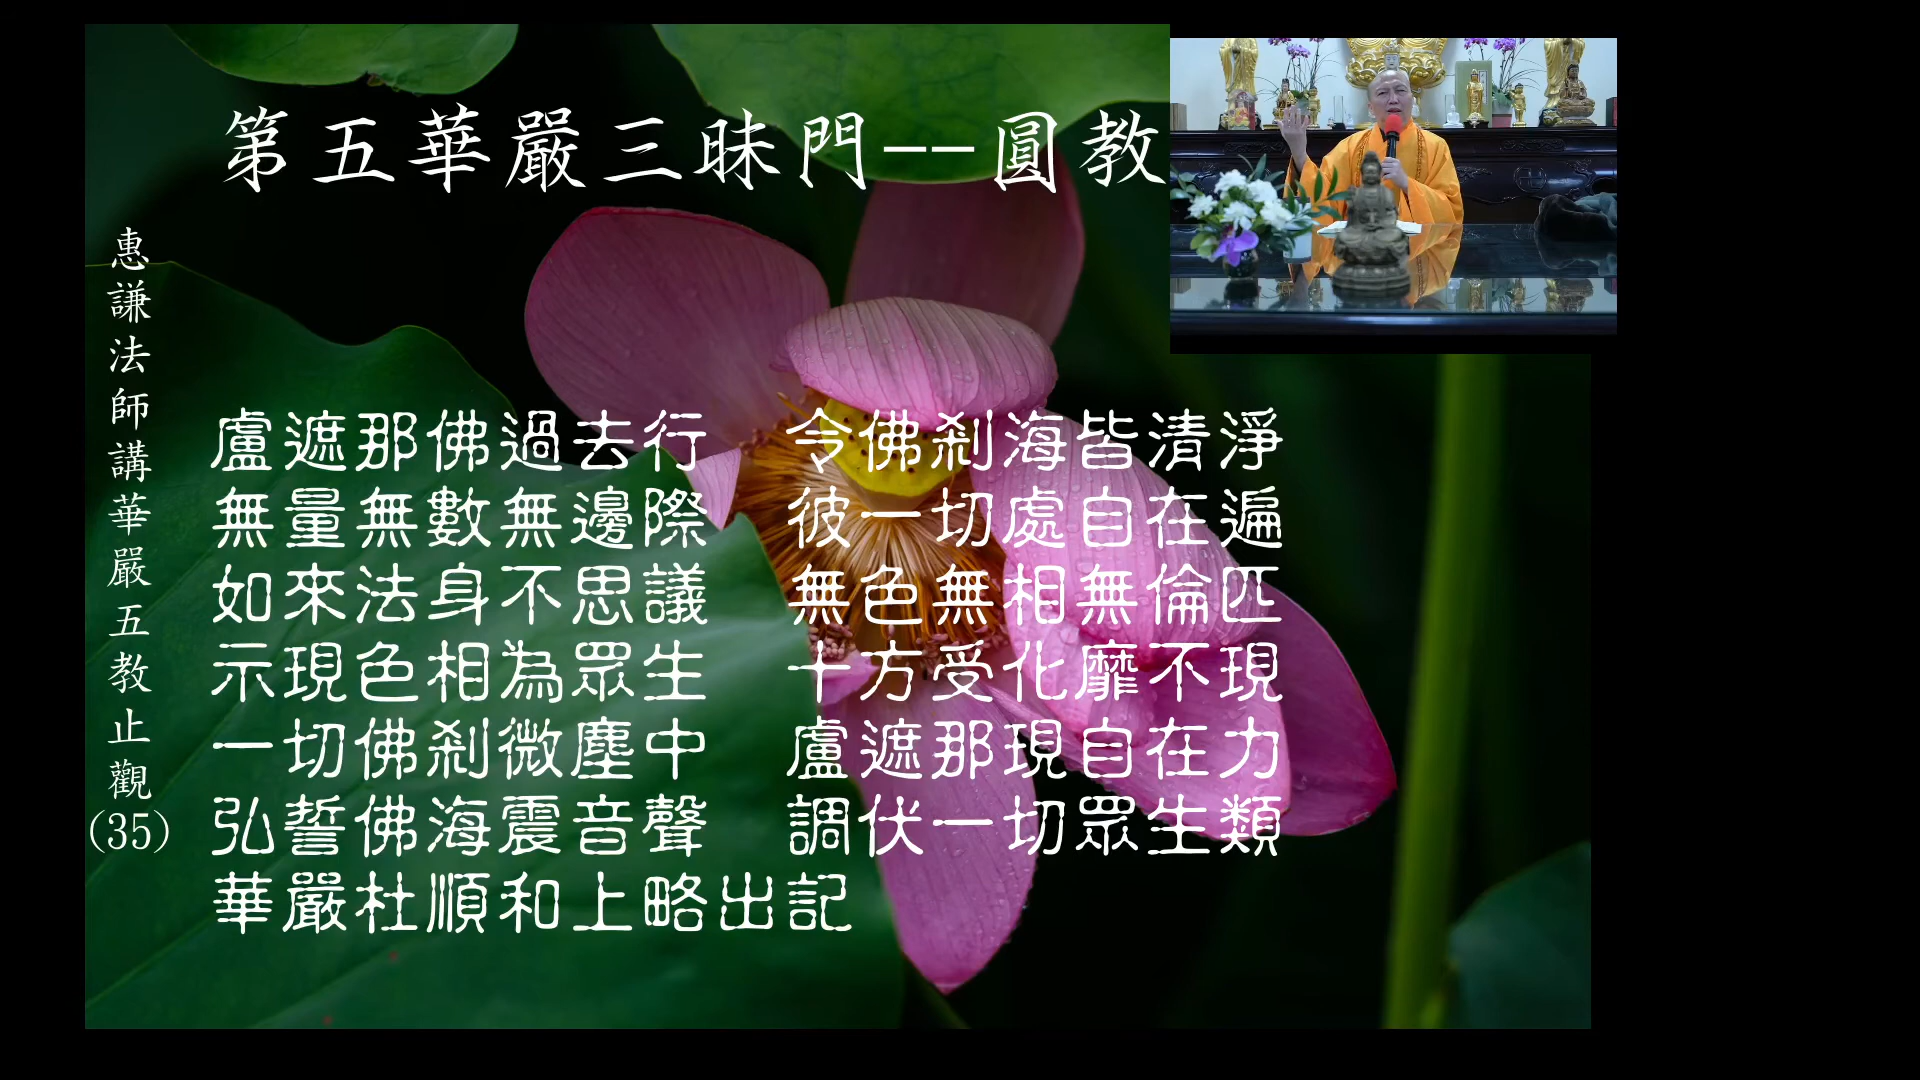 第五華嚴三昧門--圓教
惠謙法師講華嚴五教止觀(35)
盧遮那佛過去行　令佛剎海皆清淨
無量無數無邊際　彼一切處自在遍
如來法身不思議　無色無相無倫匹
示現色相為眾生　十方受化靡不現
一切佛剎微塵中　盧遮那現自在力
弘誓佛海震音聲　調伏一切眾生類
華嚴杜順和上略出記